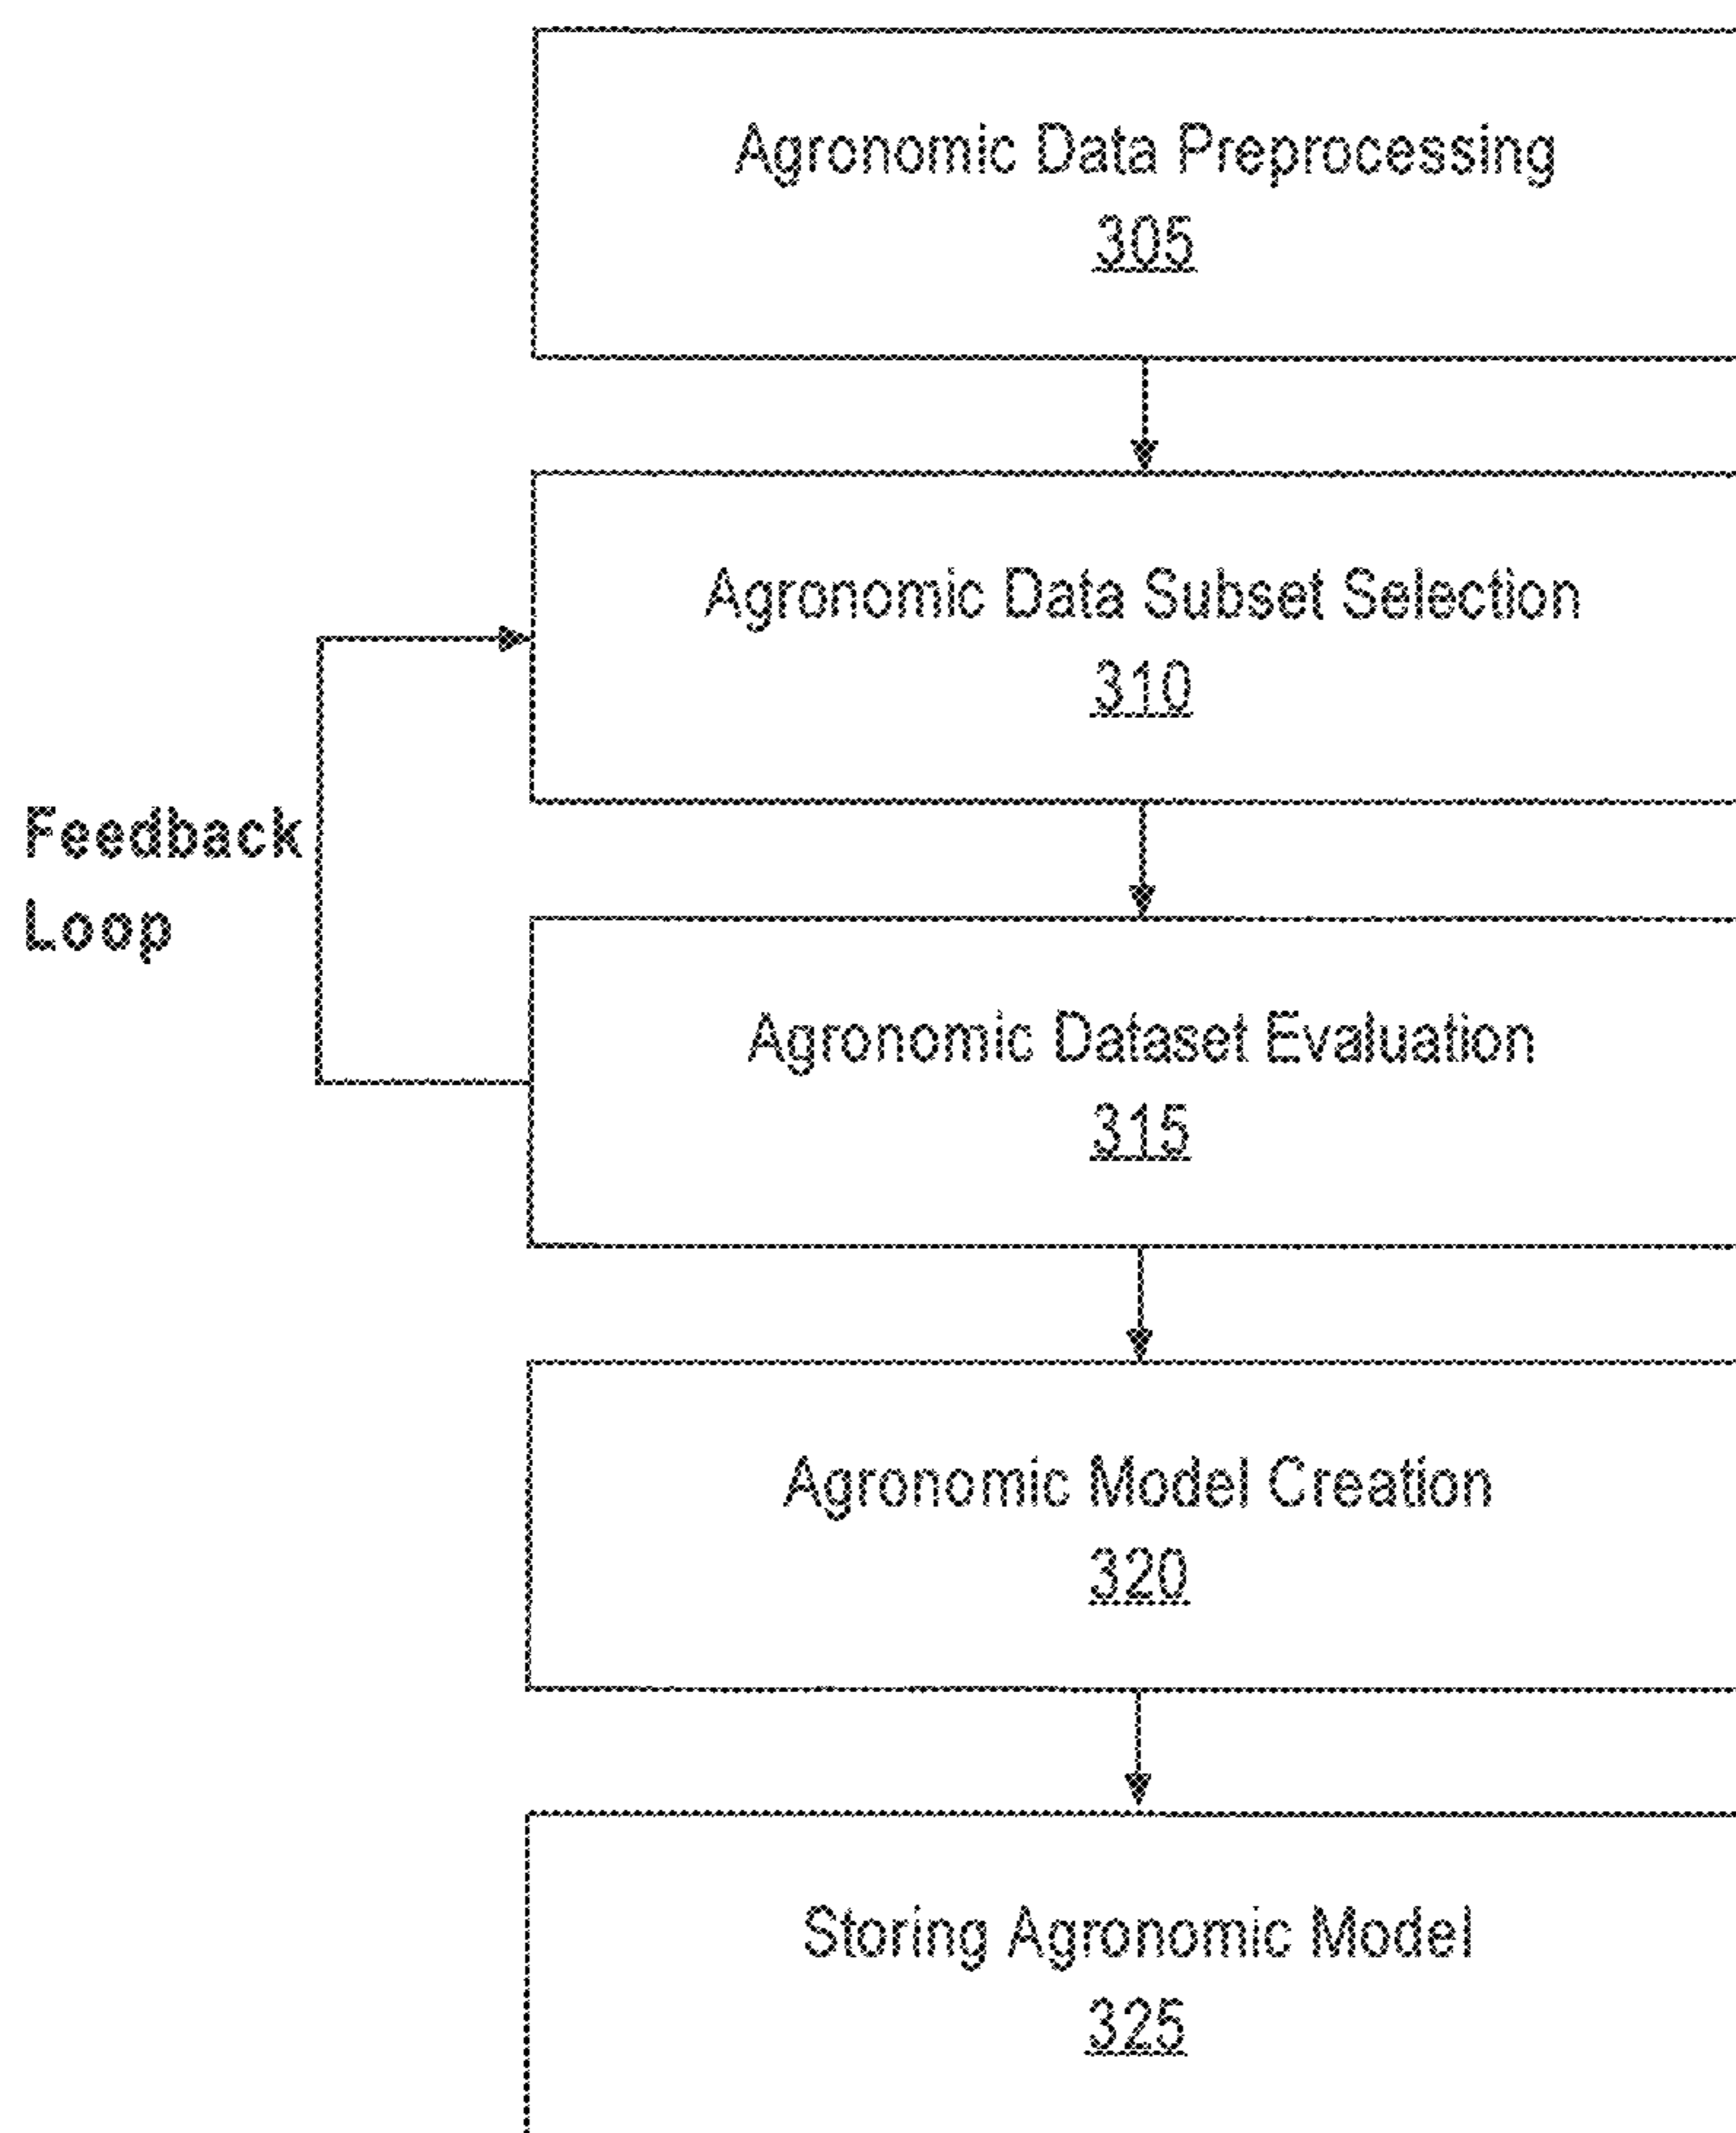 Agronomic Data Preprocessing
305
Agronomic Data Subset Selection
310
Feedback
Loop
Agronomic Dataset Evaluation
315
Agronomic Model Creation
320
Storing Agronomic Model
325